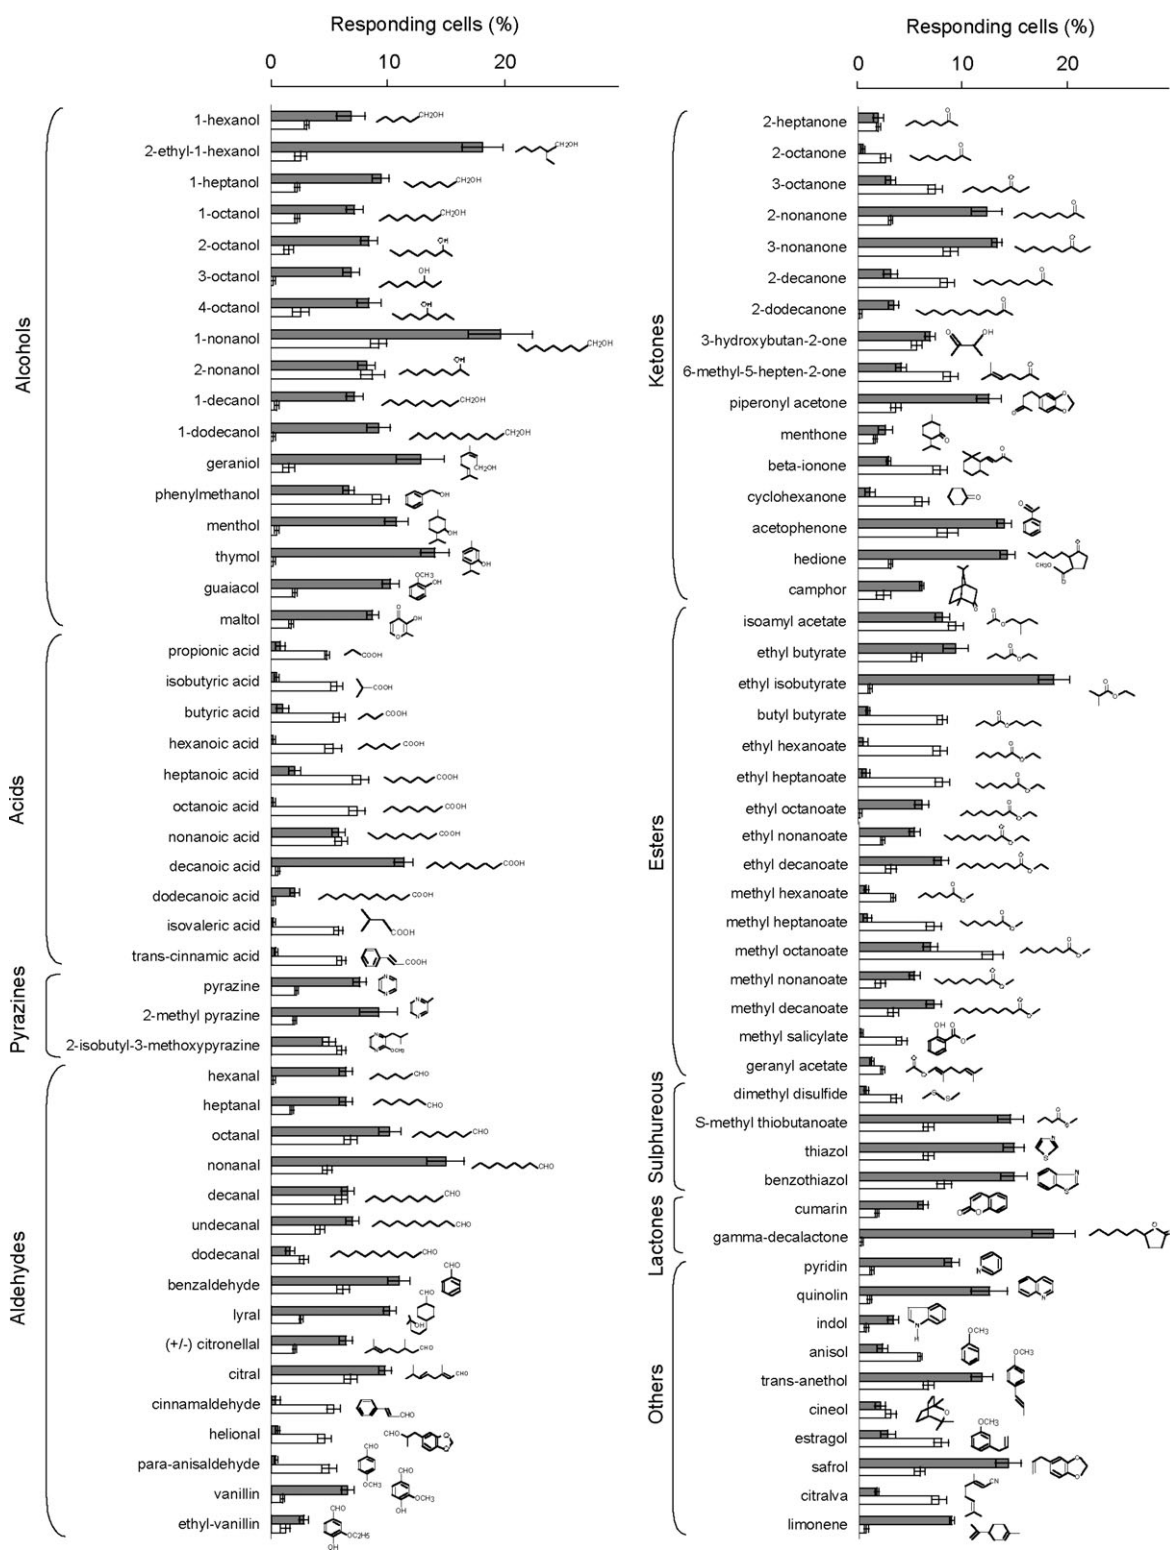 Responding cells (%)
0 10 20
Alcohols
1-hexanol
2-ethyl-1-hexanol
1-heptanol
1-octanol
2-octanol
3-octanol
4-octanol
1-nonanol
2-nonanol
1-decanol
1-dodecanol
geraniol
phenylmethanol
menthol
thymol
guaiacol
maltol
Acids
propionic acid
isobutyric acid
butyric acid
hexanoic acid
heptanoic acid
octanoic acid
nonanoic acid
decanoic acid
dodecanoic acid
isovaleric acid
trans-cinnamic acid
Pyrazines
pyrazine
2-methyl pyrazine
2-isobutyl-3-methoxypyrazine
Aldehydes
hexanal
heptanal
octanal
nonanal
decanal
undecanal
dodecanal
benzaldehyde
lyral
(+/-) citronellal
citral
cinnamaldehyde
helional
para-anisaldehyde
vanillin
ethyl-vanillin
Responding cells (%)
0 10 20
Ketones
2-heptanone
2-octanone
3-octanone
2-nonanone
3-nonanone
2-decanone
2-dodecanone
3-hydroxybutan-2-one
6-methyl-5-hepten-2-one
piperonyl acetone
menthone
beta-ionone
cyclohexanone
acetophenone
hedione
camphor
Esters
isoamyl acetate
ethyl butyrate
ethyl isobutyrate
butyl butyrate
ethyl hexanoate
ethyl heptanoate
ethyl octanoate
ethyl nonanoate
ethyl decanoate
methyl hexanoate
methyl heptanoate
methyl octanoate
methyl nonanoate
methyl decanoate
methyl salicylate
geranyl acetate
Sulphureous
dimethyl disulfide
S-methyl thiobutanoate
thiazol
benzothiazol
Lactones
cumarin
gamma-decalactone
Others
pyridin
quinolin
indol
anisol
trans-anethol
cineol
estragol
safrol
citralva
limonene